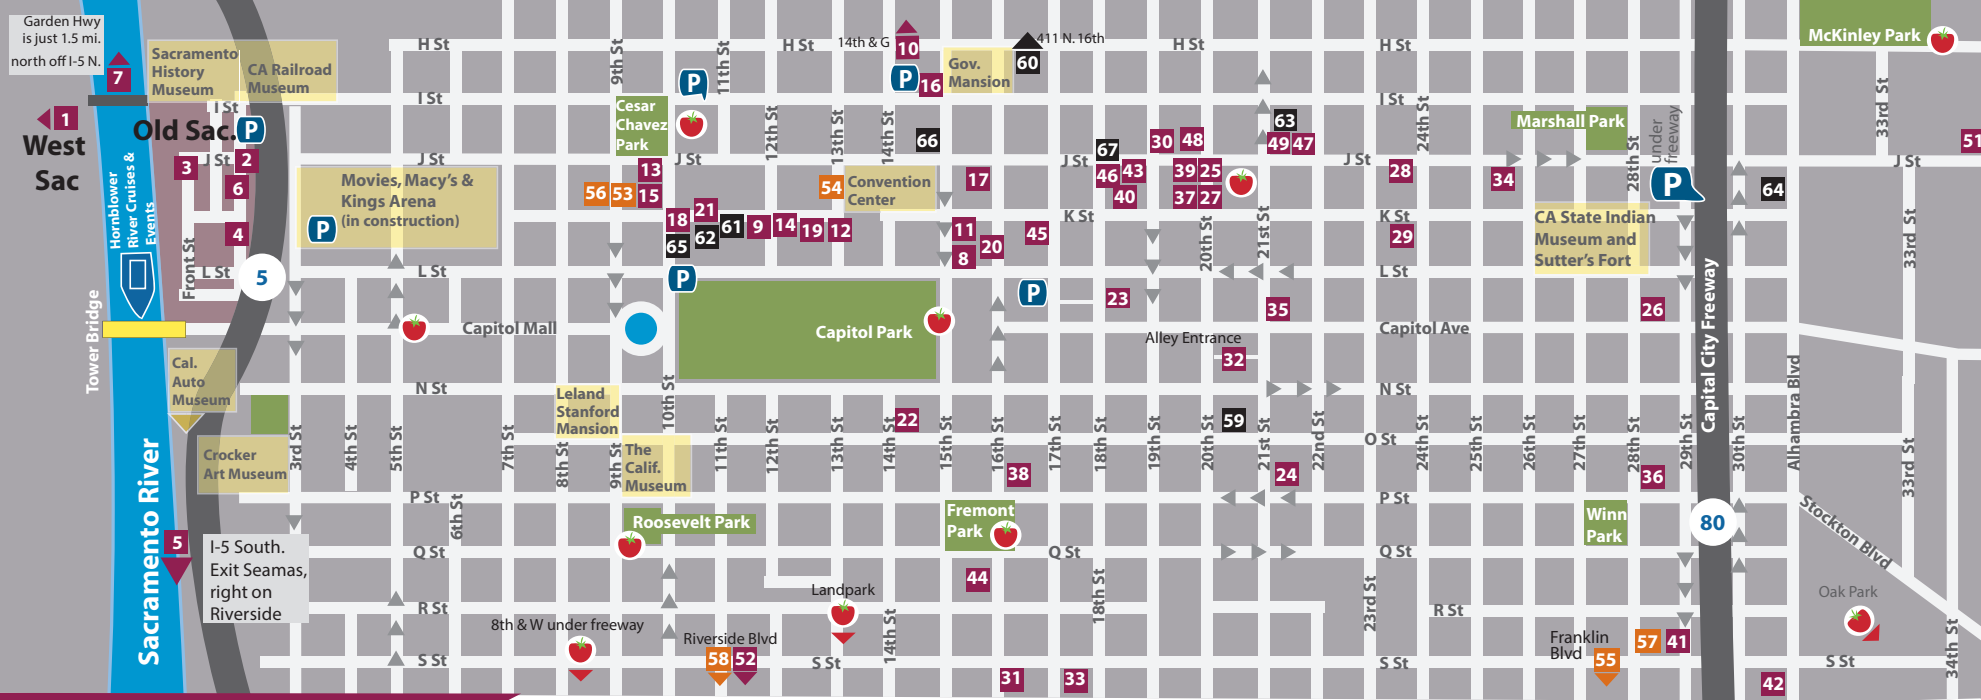 Garden Hwy
is just 1.5 mi.
north off I-5 N.
7
1
West
Sac
Sacramento
History
Museum
CA Railroad
Museum
I St
Old Sac.
P
J St
3
2
6
4
Front St
L St
5
Hornblower
River Cruises &
Events
Tower Bridge
Sacramento River
Cal.
Auto
Museum
Crocker
Art Museum
5
I-5 South.
Exit Seamas,
right on
Riverside
Movies, Macy's &
Kings Arena
(in construction)
P
H St
I St
J St
L St
Capitol Mall
N St
P St
Q St
R St
S St
3rd St
4th St
5th St
6th St
7th St
8th St
9th St
9th St
10th St
11th St
11th St
12th St
12th St
13th St
13th St
14th St
14th St
14th St
Cesar
Chavez
Park
P
H St
14th & G
10
P
16
Gov.
Mansion
411 N. 16th
60
H St
H St
J St
13
56
53
15
54
Convention
Center
66
17
18
21
61
9
14
19
12
65
62
P
11
20
8
45
Capitol Park
P
J St
K St
67
46
43
40
30
48
39
25
37
27
63
49
47
23
35
Alley Entrance
32
59
24
20th St
21st St
Leland
Stanford
Mansion
The
Calif.
Museum
22
38
15th St
16th St
17th St
18th St
19th St
20th St
21st St
22nd St
Roosevelt Park
Fremont
Park
Q St
44
Landpark
8th & W under freeway
Riverside Blvd
58
52
S St
31
33
18th St
23rd St
I St
24th St
J St
28
K St
29
L St
Capitol Ave
N St
O St
P St
Q St
R St
S St
24th St
25th St
26th St
27th St
28th St
29th St
30th St
Alhambra Blvd
Marshall Park
28th St
under
freeway
P
34
CA State Indian
Museum and
Sutter's Fort
26
36
Winn
Park
Franklin
Blvd
57
41
55
42
Capital City Freeway
80
64
McKinley Park
33rd St
51
J St
33rd St
33rd St
Stockton Blvd
Oak Park
S St
34th St